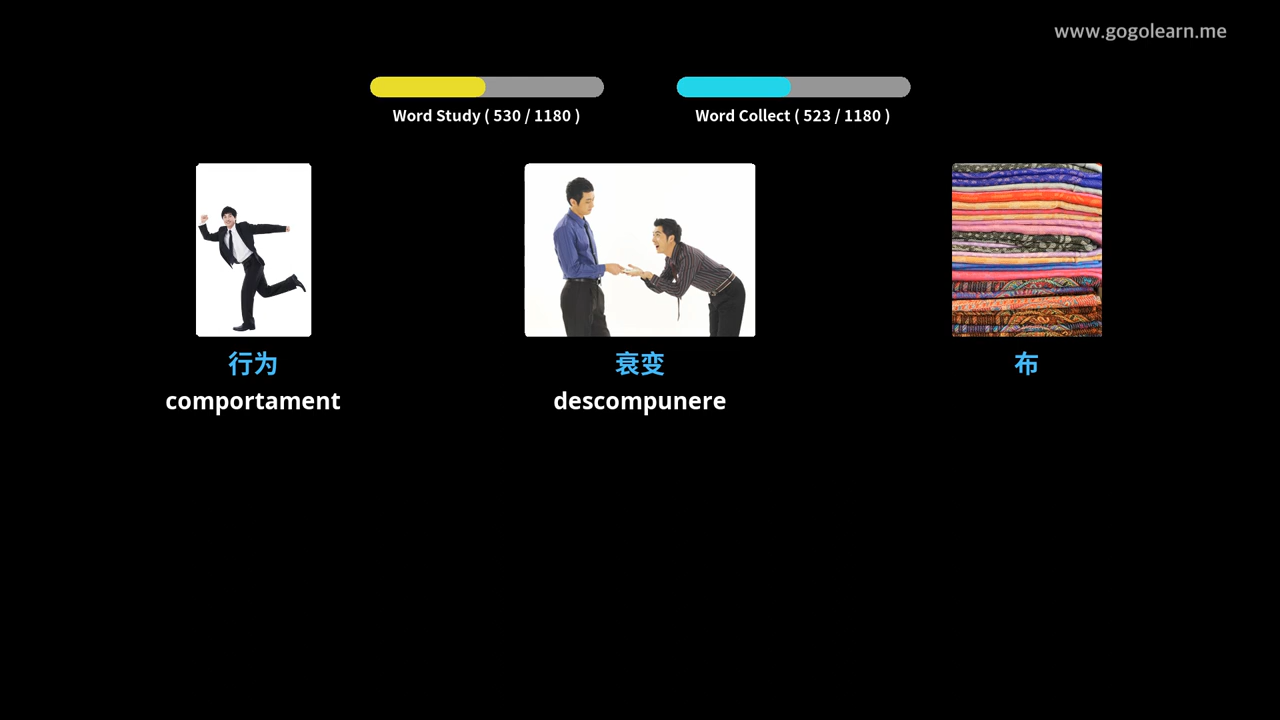 www.gogolearn.me
Word Study ( 530 / 1180 )
Word Collect ( 523 / 1180 )
行为
comportament
衰变
descompunere
布